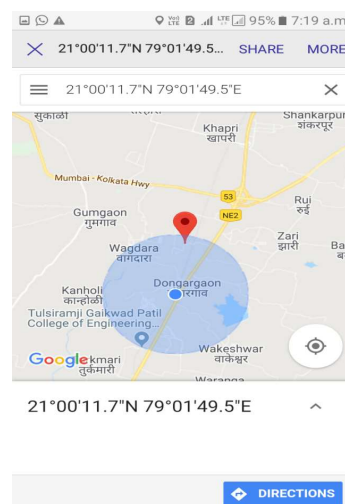 95% 7:19 a.m
21°00'11.7"N 79°01'49.5... SHARE MORE
21°00'11.7"N 79°01'49.5"E
सुकाळी
Shankarpur
शंकरपूर
Khapri
खापरी
Mumbai - Kolkata Hwy
53
NE2
Rui
रुई
Gumgaon
गुमगाव
Zari
झारी
Ba
Wagdara
वागदारा
Dongargaon
रगाव
Kanholi
कान्होळी
Tulsiramji Gaikwad Patil
College of Engineering...
Wakeshwar
वाकेश्वर
Google kmari
तुर्कमारी
Waranga
21°00'11.7"N 79°01'49.5"E
DIRECTIONS